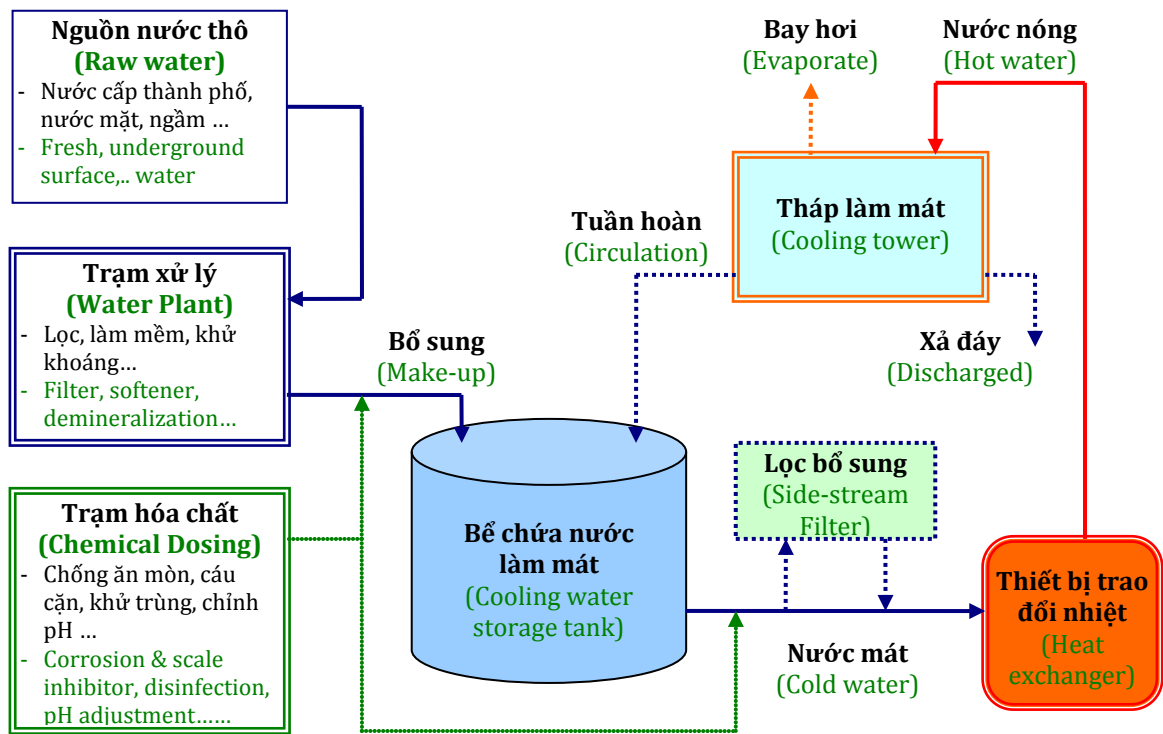 Nguồn nước thô
(Raw water)
- Nước cấp thành phố,
nước mặt, ngầm …
- Fresh, underground
surface,.. water
Trạm xử lý
(Water Plant)
- Lọc, làm mềm, khử
khoáng…
- Filter, softener,
demineralization…
Trạm hóa chất
(Chemical Dosing)
- Chống ăn mòn, cáu
cặn, khử trùng, chỉnh
pH …
- Corrosion & scale
inhibitor, disinfection,
pH adjustment……
Bổ sung
(Make-up)
Tuần hoàn
(Circulation)
Bay hơi
(Evaporate)
Nước nóng
(Hot water)
Tháp làm mát
(Cooling tower)
Xả đáy
(Discharged)
Bể chứa nước
làm mát
(Cooling water
storage tank)
Lọc bổ sung
(Side-stream
Filter)
Nước mát
(Cold water)
Thiết bị trao
đổi nhiệt
(Heat
exchanger)